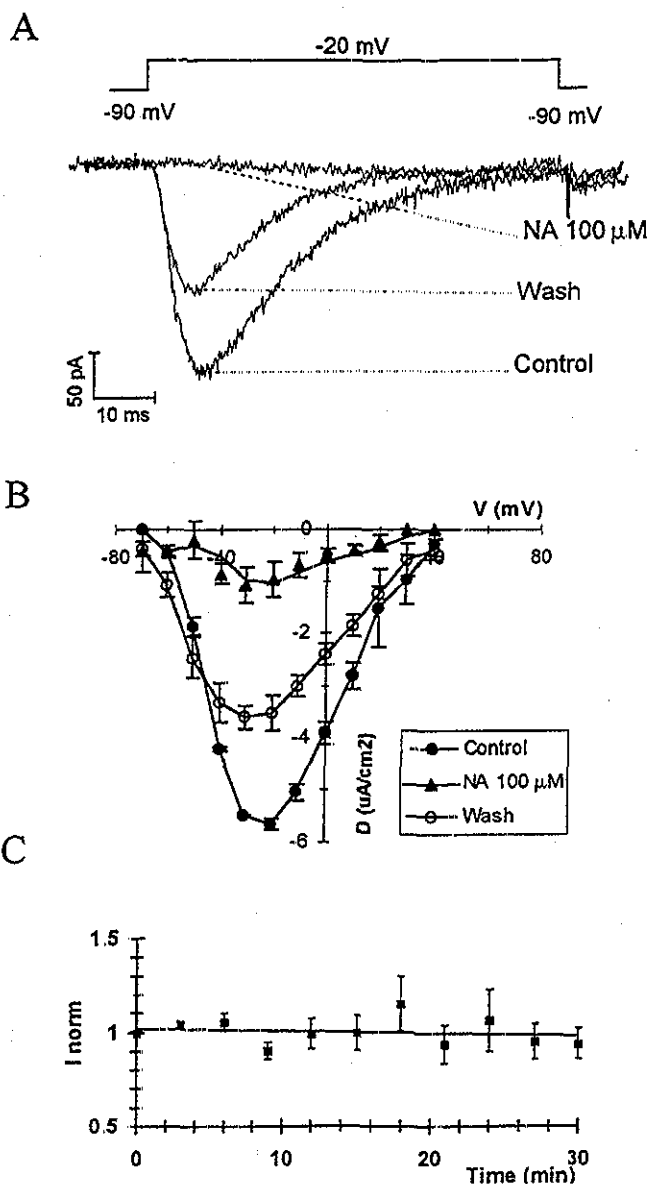 A
-20 mV
-90 mV
-90 mV
NA 100 µM
Wash
Control
50 pA
10 ms
B
V (mV)
-80
40
0
40
80
-2
-4
-6
D (uA/cm2)
Control
NA 100 µM
Wash
C
1.5
1
0.5
I norm
0
10
20
30
Time (min)